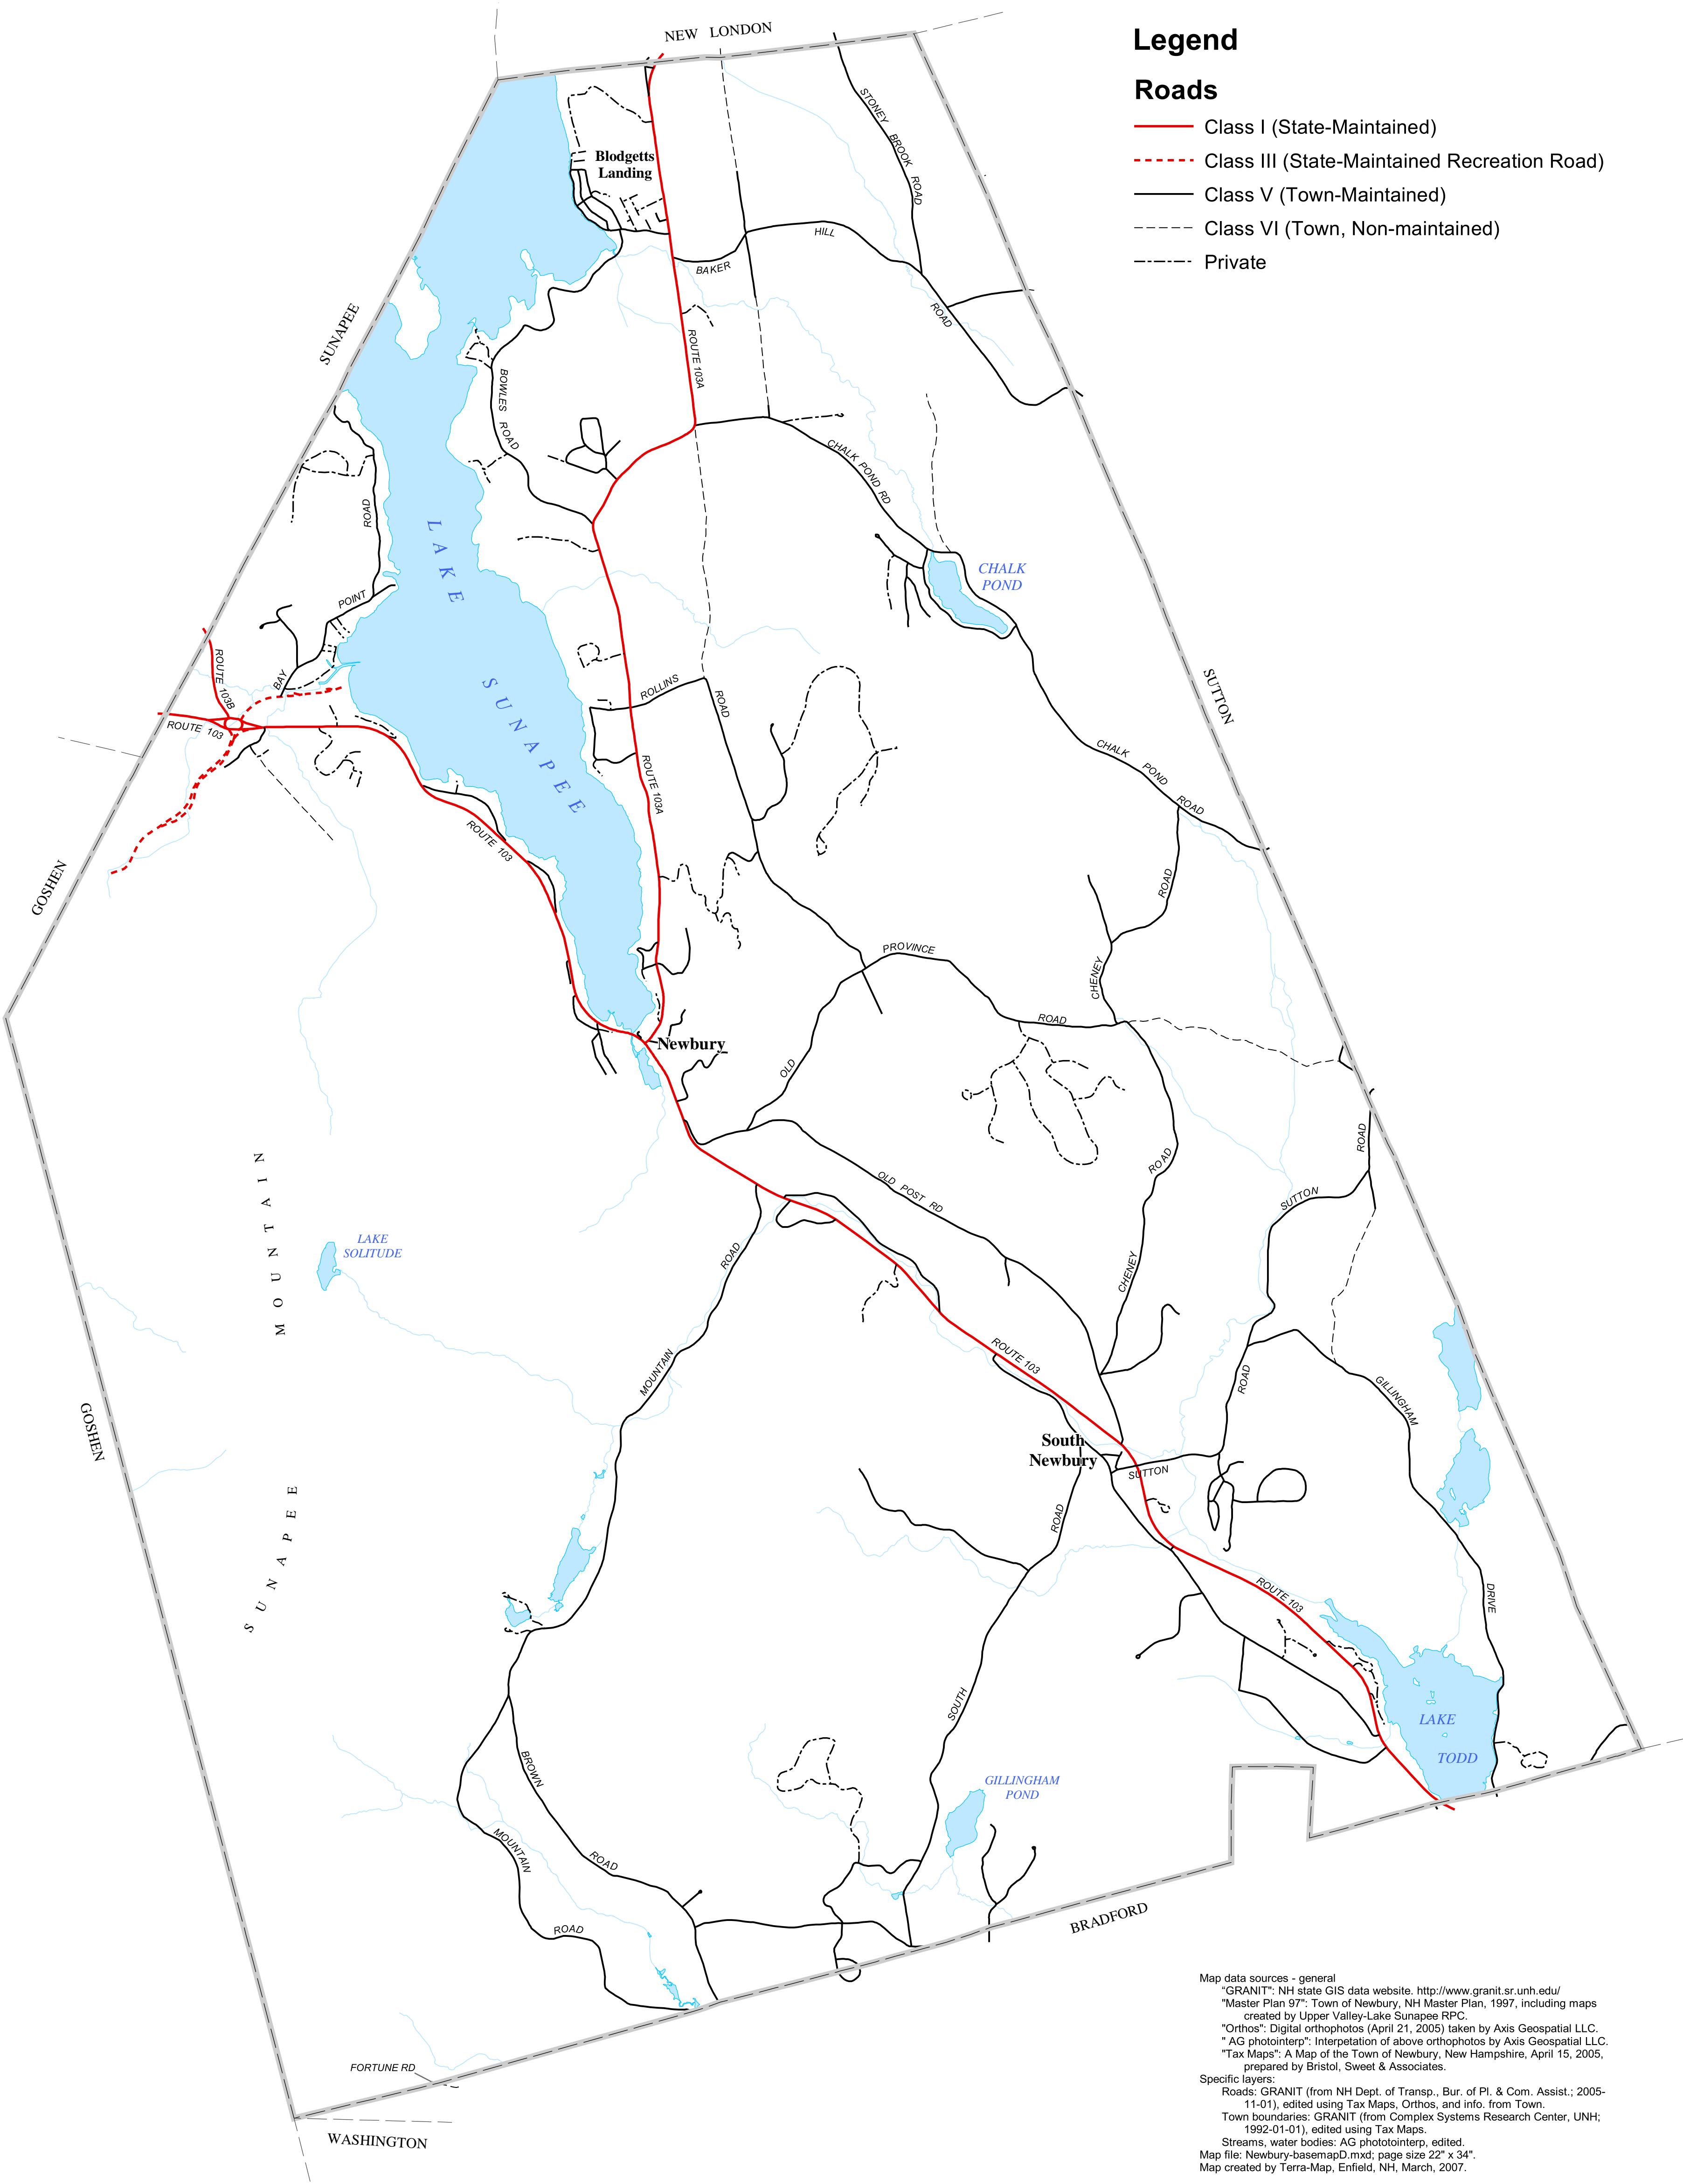 NEW LONDON
Legend
Roads
Class I (State-Maintained)
Class III (State-Maintained Recreation Road)
Class V (Town-Maintained)
Class VI (Town, Non-maintained)
Private
STONEY BROOK ROAD
Blodgetts
Landing
HILL
BAKER
ROAD
SUNAPEE
ROUTE 103A
BOWLES ROAD
CHALK POND RD
ROAD
LAKE
SUNAPEE
CHALK
POND
POINT
BAY
ROUTE 103B
ROUTE 103
ROLLINS
ROAD
SUTTON
CHALK POND ROAD
ROUTE 103A
ROUTE 103
GOSHEN
ROAD
CHENEY
PROVINCE
ROAD
OLD
Newbury
ROAD
SUTTON
ROAD
OLD POST RD
CHENEY
SUNAPEE MOUNTAIN
LAKE
SOLITUDE
ROAD
MOUNTAIN
ROUTE 103
ROAD
GILLINGHAM
GOSHEN
South
Newbury
SUTTON
ROAD
ROUTE 103
DRIVE
SOUTH
LAKE
TODD
BROWN
ROAD
GILLINGHAM
POND
MOUNTAIN
ROAD
BRADFORD
FORTUNE RD
WASHINGTON
Map data sources - general
"GRANIT": NH state GIS data website. http://www.granit.sr.unh.edu/
"Master Plan 97": Town of Newbury, NH Master Plan, 1997, including maps
created by Upper Valley-Lake Sunapee RPC.
"Orthos": Digital orthophotos (April 21, 2005) taken by Axis Geospatial LLC.
" AG photointerp": Interpetation of above orthophotos by Axis Geospatial LLC.
"Tax Maps": A Map of the Town of Newbury, New Hampshire, April 15, 2005,
prepared by Bristol, Sweet & Associates.
Specific layers:
Roads: GRANIT (from NH Dept. of Transp., Bur. of Pl. & Com. Assist.; 2005-
11-01), edited using Tax Maps, Orthos, and info. from Town.
Town boundaries: GRANIT (from Complex Systems Research Center, UNH;
1992-01-01), edited using Tax Maps.
Streams, water bodies: AG phototointerp, edited.
Map file: Newbury-basemapD.mxd; page size 22" x 34".
Map created by Terra-Map, Enfield, NH, March, 2007.